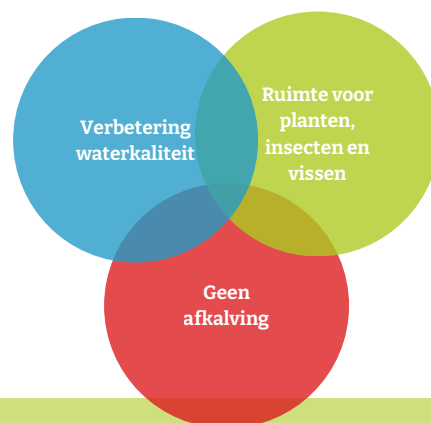 Verbetering
waterkaliteit
Ruimte voor
planten,
insecten en
vissen
Geen
afkalving